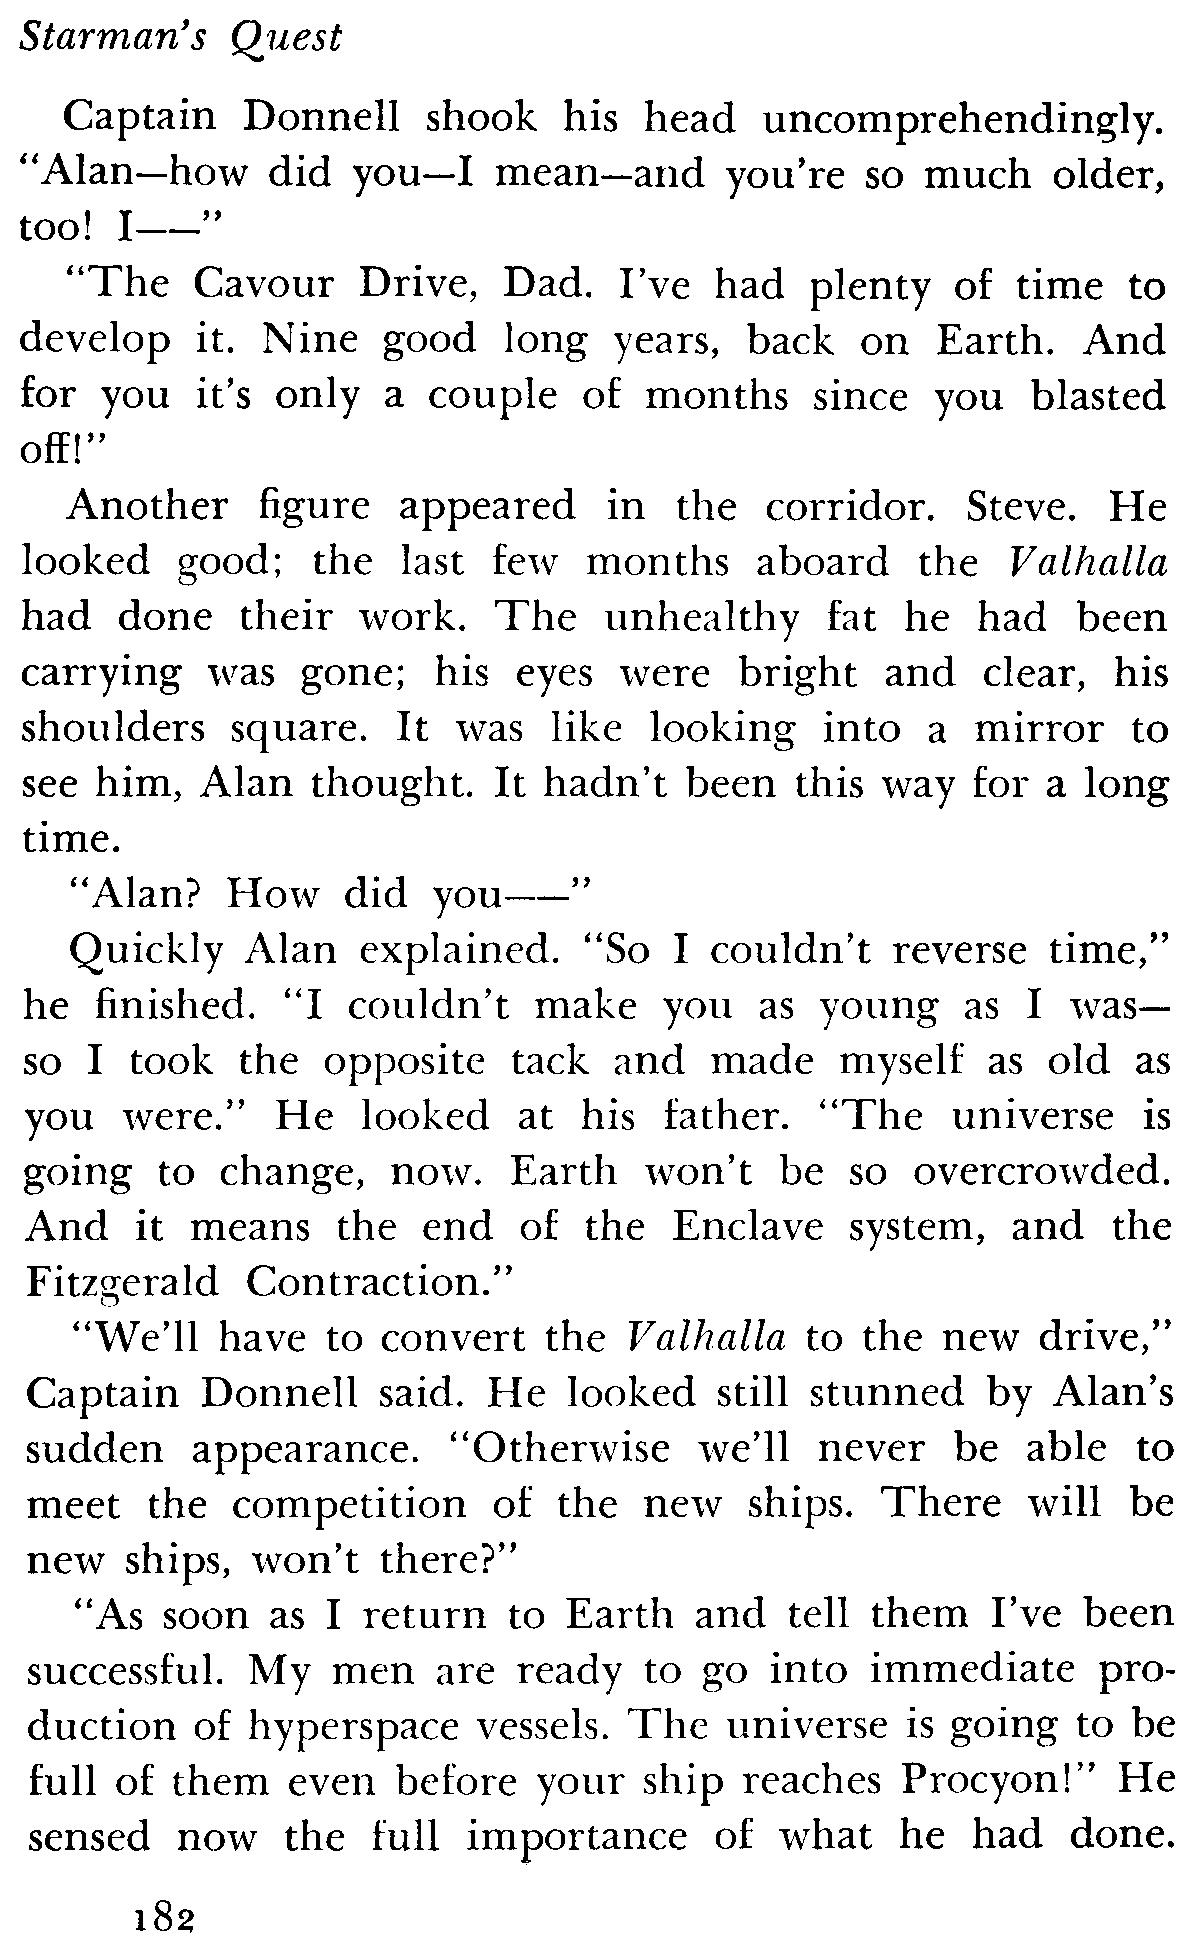 Starman's Quest
Captain Donnell shook his head uncomprehendingly.
“Alan—how did you—I mean—and you're so much older,
too! I——”
“The Cavour Drive, Dad. I've had plenty of time to
develop it. Nine good long years, back on Earth. And
for you it's only a couple of months since you blasted
off!”
Another figure appeared in the corridor. Steve. He
looked good; the last few months aboard the Valhalla
had done their work. The unhealthy fat he had been
carrying was gone; his eyes were bright and clear, his
shoulders square. It was like looking into a mirror to
see him, Alan thought. It hadn't been this way for a long
time.
“Alan? How did you——”
Quickly Alan explained. “So I couldn't reverse time,”
he finished. “I couldn't make you as young as I was—
so I took the opposite tack and made myself as old as
you were.” He looked at his father. “The universe is
going to change, now. Earth won't be so overcrowded.
And it means the end of the Enclave system, and the
Fitzgerald Contraction.”
“We'll have to convert the Valhalla to the new drive,”
Captain Donnell said. He looked still stunned by Alan's
sudden appearance. “Otherwise we'll never be able to
meet the competition of the new ships. There will be
new ships, won't there?”
“As soon as I return to Earth and tell them I've been
successful. My men are ready to go into immediate pro-
duction of hyperspace vessels. The universe is going to be
full of them even before your ship reaches Procyon!” He
sensed now the full importance of what he had done.
182